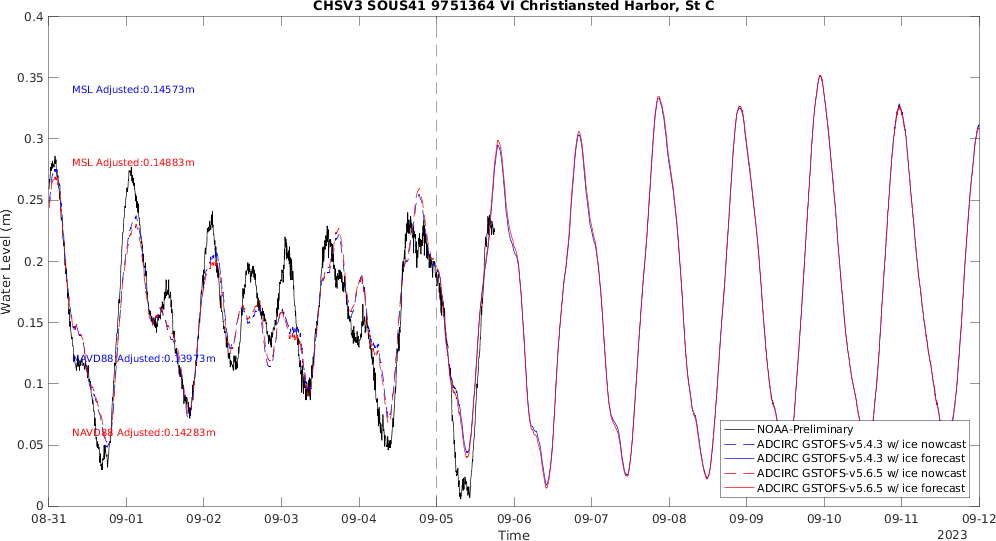 CHSV3 SOUS41 9751364 VI Christiansted Harbor, St C
0.4
0.35
0.3
0.25
0.2
0.15
0.1
0.05
0
Water Level (m)
MSL Adjusted:0.14573m
MSL Adjusted:0.14883m
NAVD88 Adjusted:0.13973m
NAVD88 Adjusted:0.14283m
NOAA-Preliminary
ADCIRC GSTOFS-v5.4.3 w/ ice nowcast
ADCIRC GSTOFS-v5.4.3 w/ ice forecast
ADCIRC GSTOFS-v5.6.5 w/ ice nowcast
ADCIRC GSTOFS-v5.6.5 w/ ice forecast
08-31 09-01 09-02 09-03 09-04 09-05 09-06 09-07 09-08 09-09 09-10 09-11 09-12
Time
2023